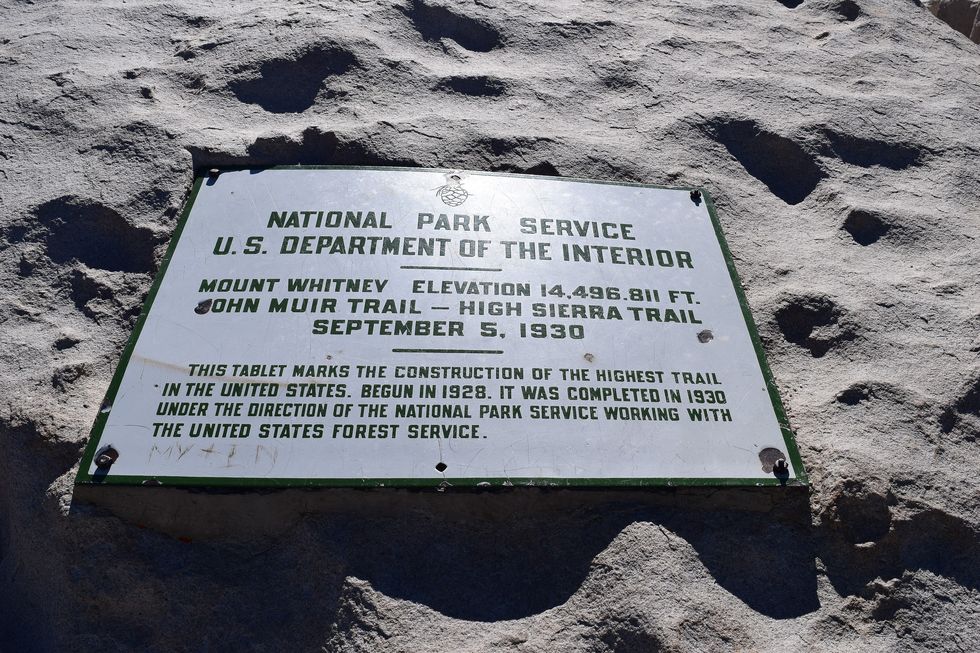 NATIONAL PARK SERVICE
U.S. DEPARTMENT OF THE INTERIOR
MOUNT WHITNEY ELEVATION 14,496.811 FT.
JOHN MUIR TRAIL – HIGH SIERRA TRAIL
SEPTEMBER 5, 1930
THIS TABLET MARKS THE CONSTRUCTION OF THE HIGHEST TRAIL
IN THE UNITED STATES. BEGUN IN 1928. IT WAS COMPLETED IN 1930
UNDER THE DIRECTION OF THE NATIONAL PARK SERVICE WORKING WITH
THE UNITED STATES FOREST SERVICE.